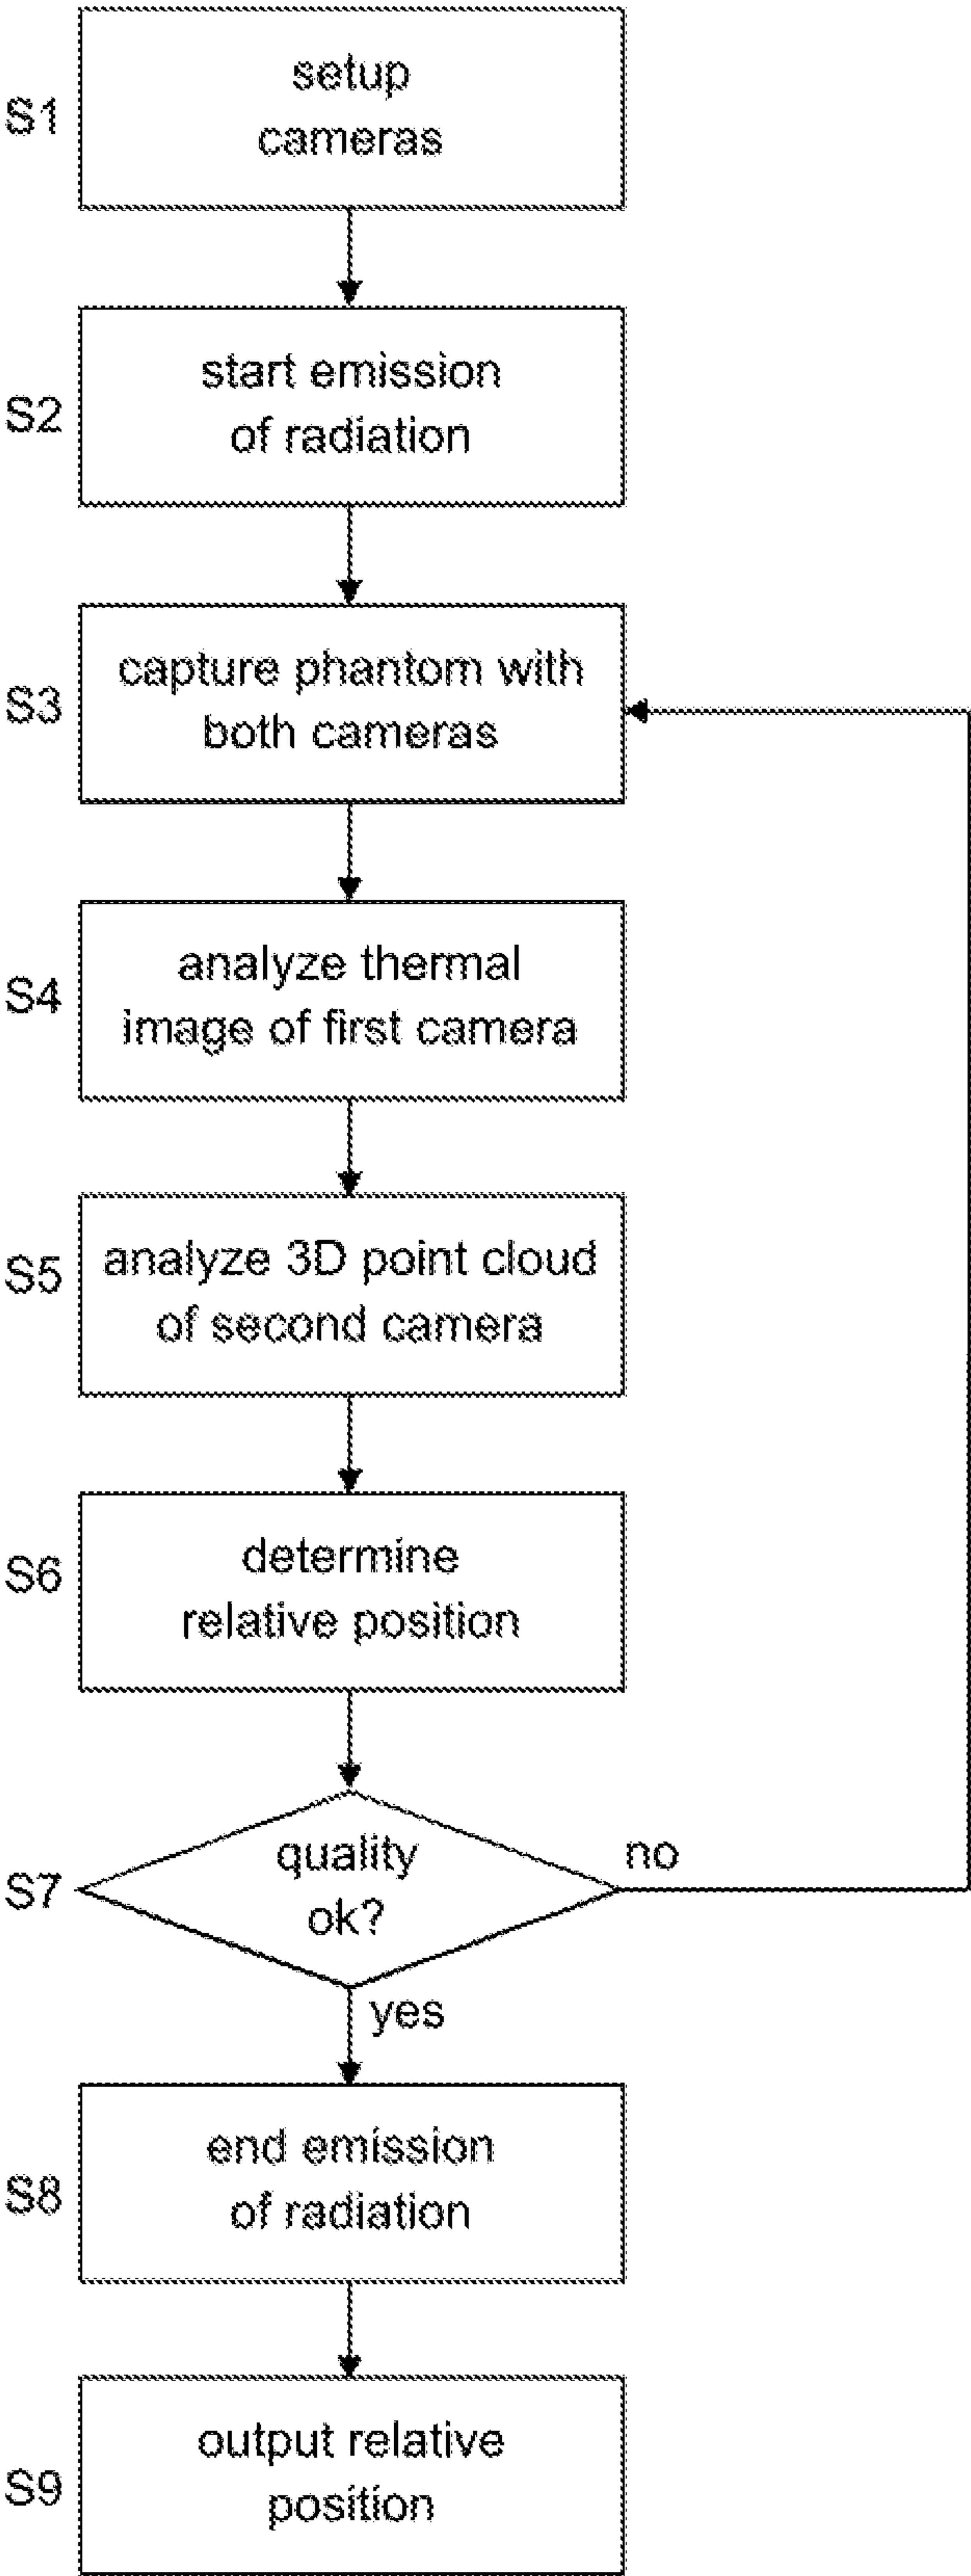 S1
setup
cameras
S2
start emission
of radiation
S3
capture phantom with
both cameras
S4
analyze thermal
image of first camera
S5
analyze 3D point cloud
of second camera
S6
determine
relative position
S7
quality
ok?
no
yes
S8
end emission
of radiation
S9
output relative
position